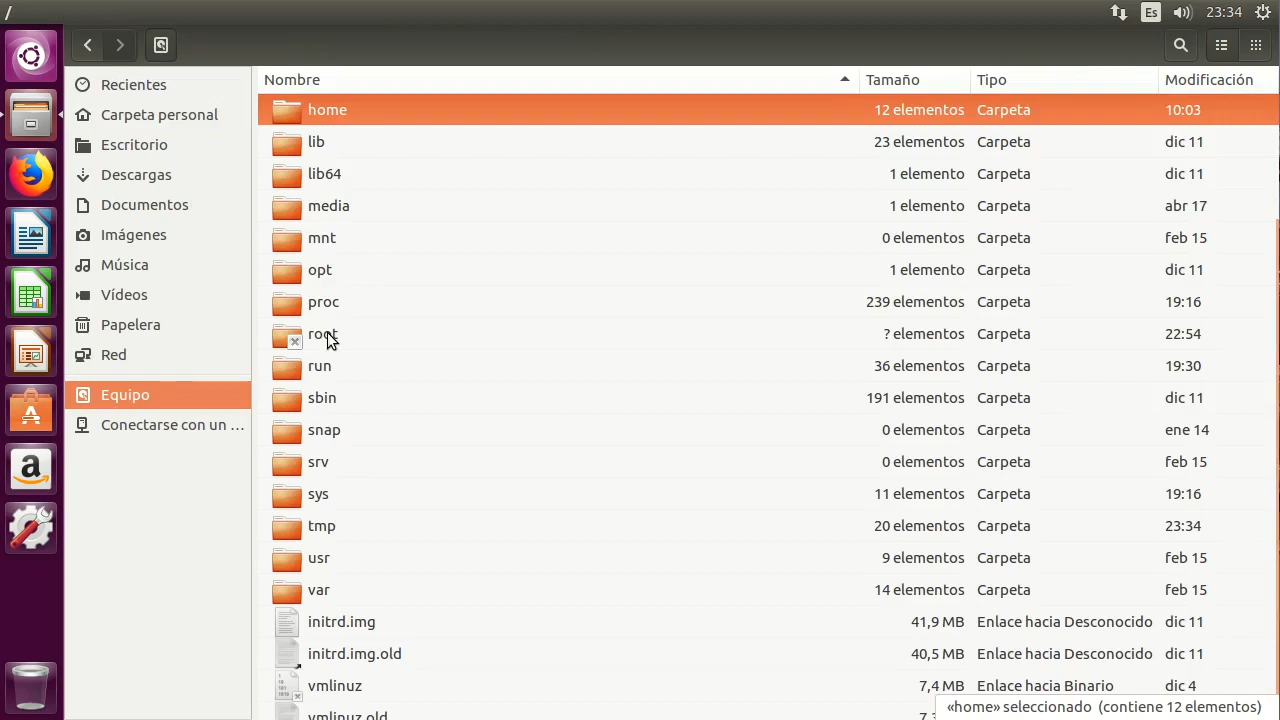 /
Es
23:34
Recientes
Carpeta personal
Escritorio
Descargas
Documentos
Imágenes
Música
Vídeos
Papelera
Red
Equipo
Conectarse con un ...
Nombre Tamaño Tipo Modificación
home 12 elementos Carpeta 10:03
lib 23 elementos Carpeta dic 11
lib64 1 elemento Carpeta dic 11
media 1 elemento Carpeta abr 17
mnt 0 elementos Carpeta feb 15
opt 1 elemento Carpeta dic 11
proc 239 elementos Carpeta 19:16
root ? elementos Carpeta 22:54
run 36 elementos Carpeta 19:30
sbin 191 elementos Carpeta dic 11
snap 0 elementos Carpeta ene 14
srv 0 elementos Carpeta feb 15
sys 11 elementos Carpeta 19:16
tmp 20 elementos Carpeta 23:34
usr 9 elementos Carpeta feb 15
var 14 elementos Carpeta feb 15
initrd.img 41,9 MB Enlace hacia Desconocido dic 11
initrd.img.old 40,5 MB Enlace hacia Desconocido dic 11
vmlinuz 7,4 MB Enlace hacia Binario dic 4
vmlinuz.old
«home» seleccionado (contiene 12 elementos)